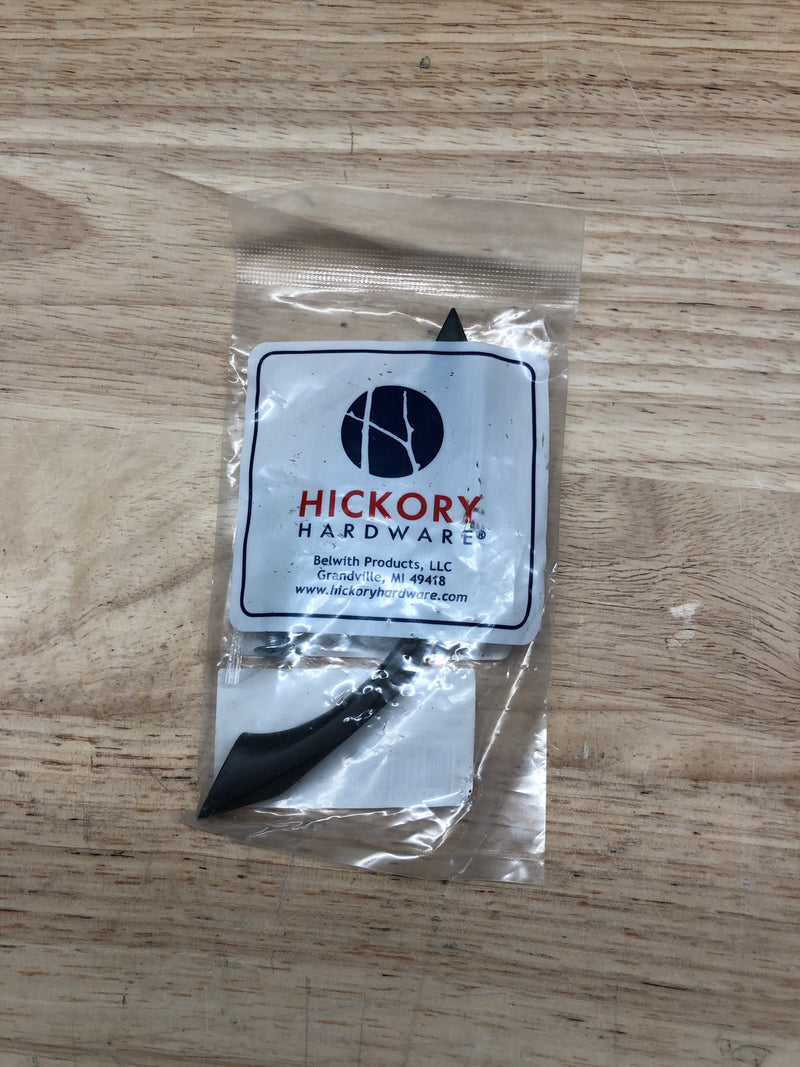 HICKORY
HARDWARE®
Belwith Products, LLC
Grandville, MI 49418
www.hickoryhardware.com